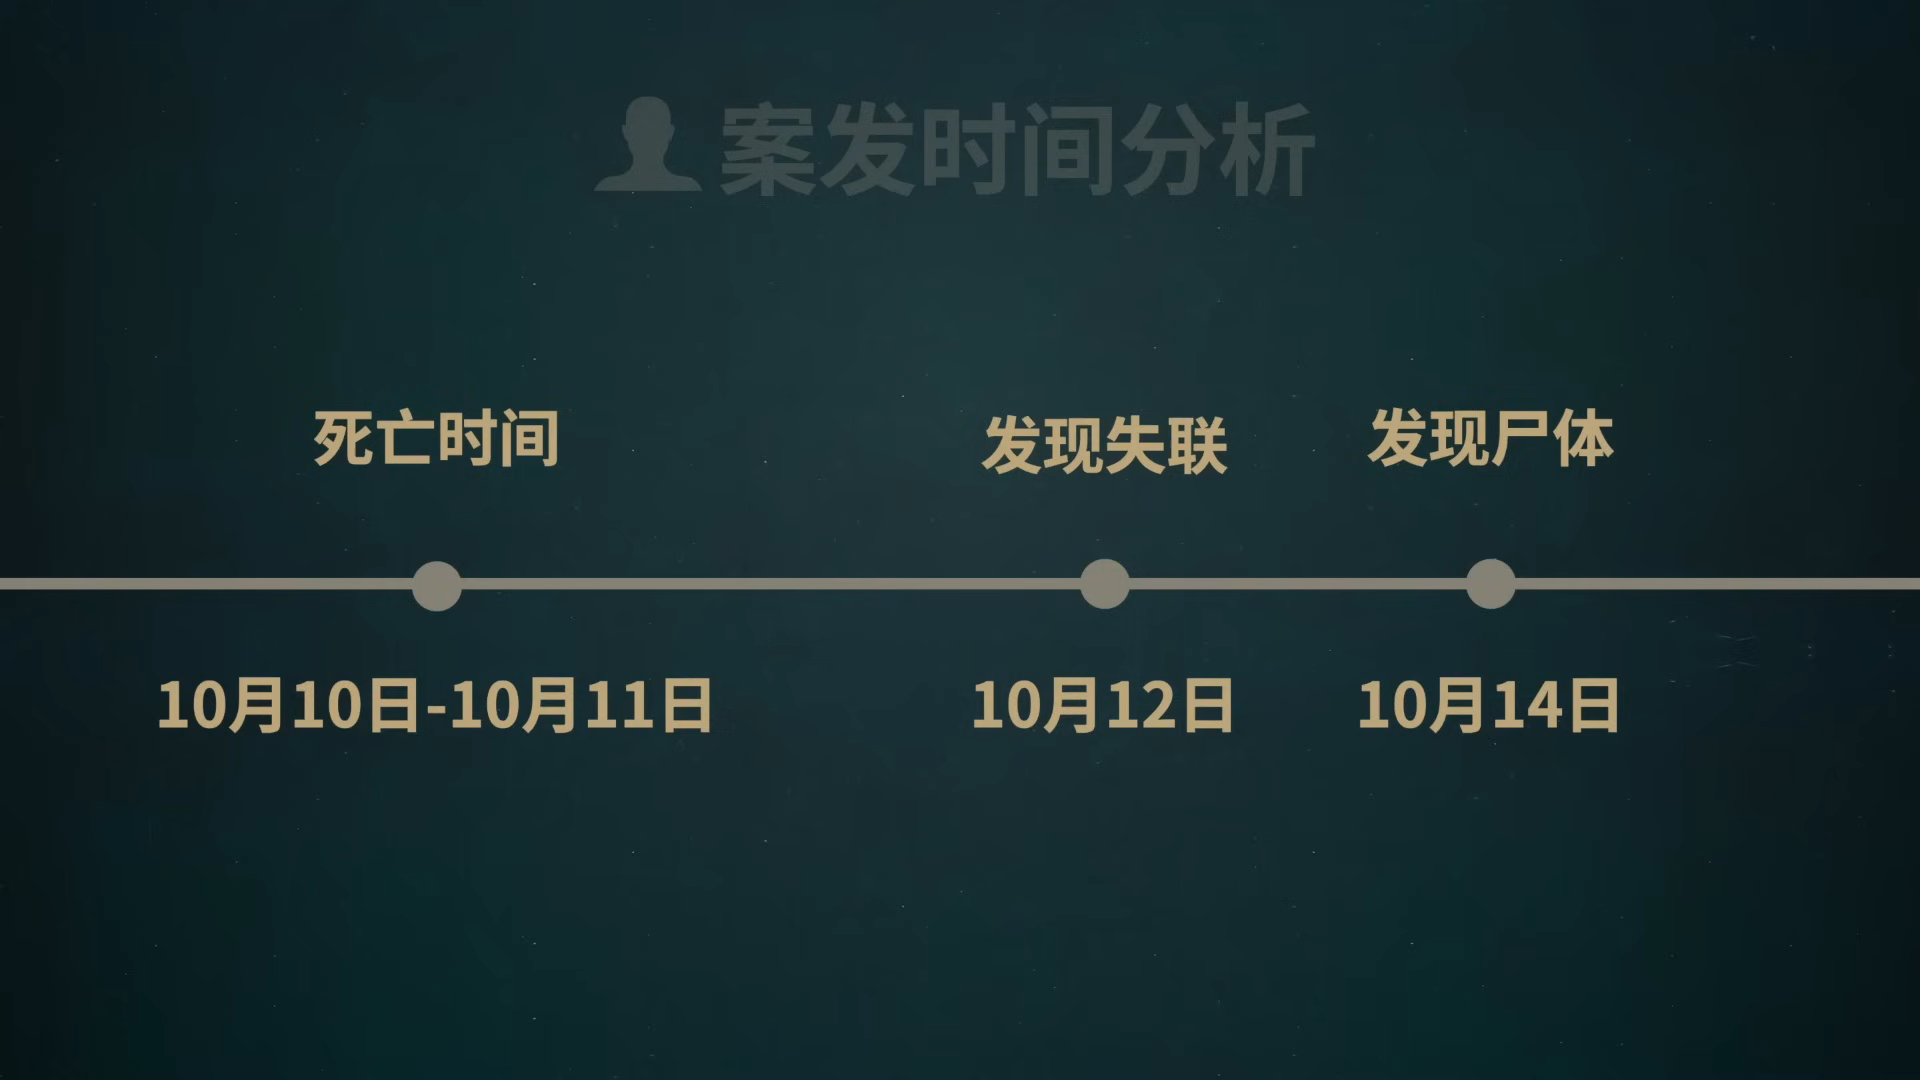 案发时间分析
死亡时间
发现失联
发现尸体
10月10日-10月11日
10月12日
10月14日